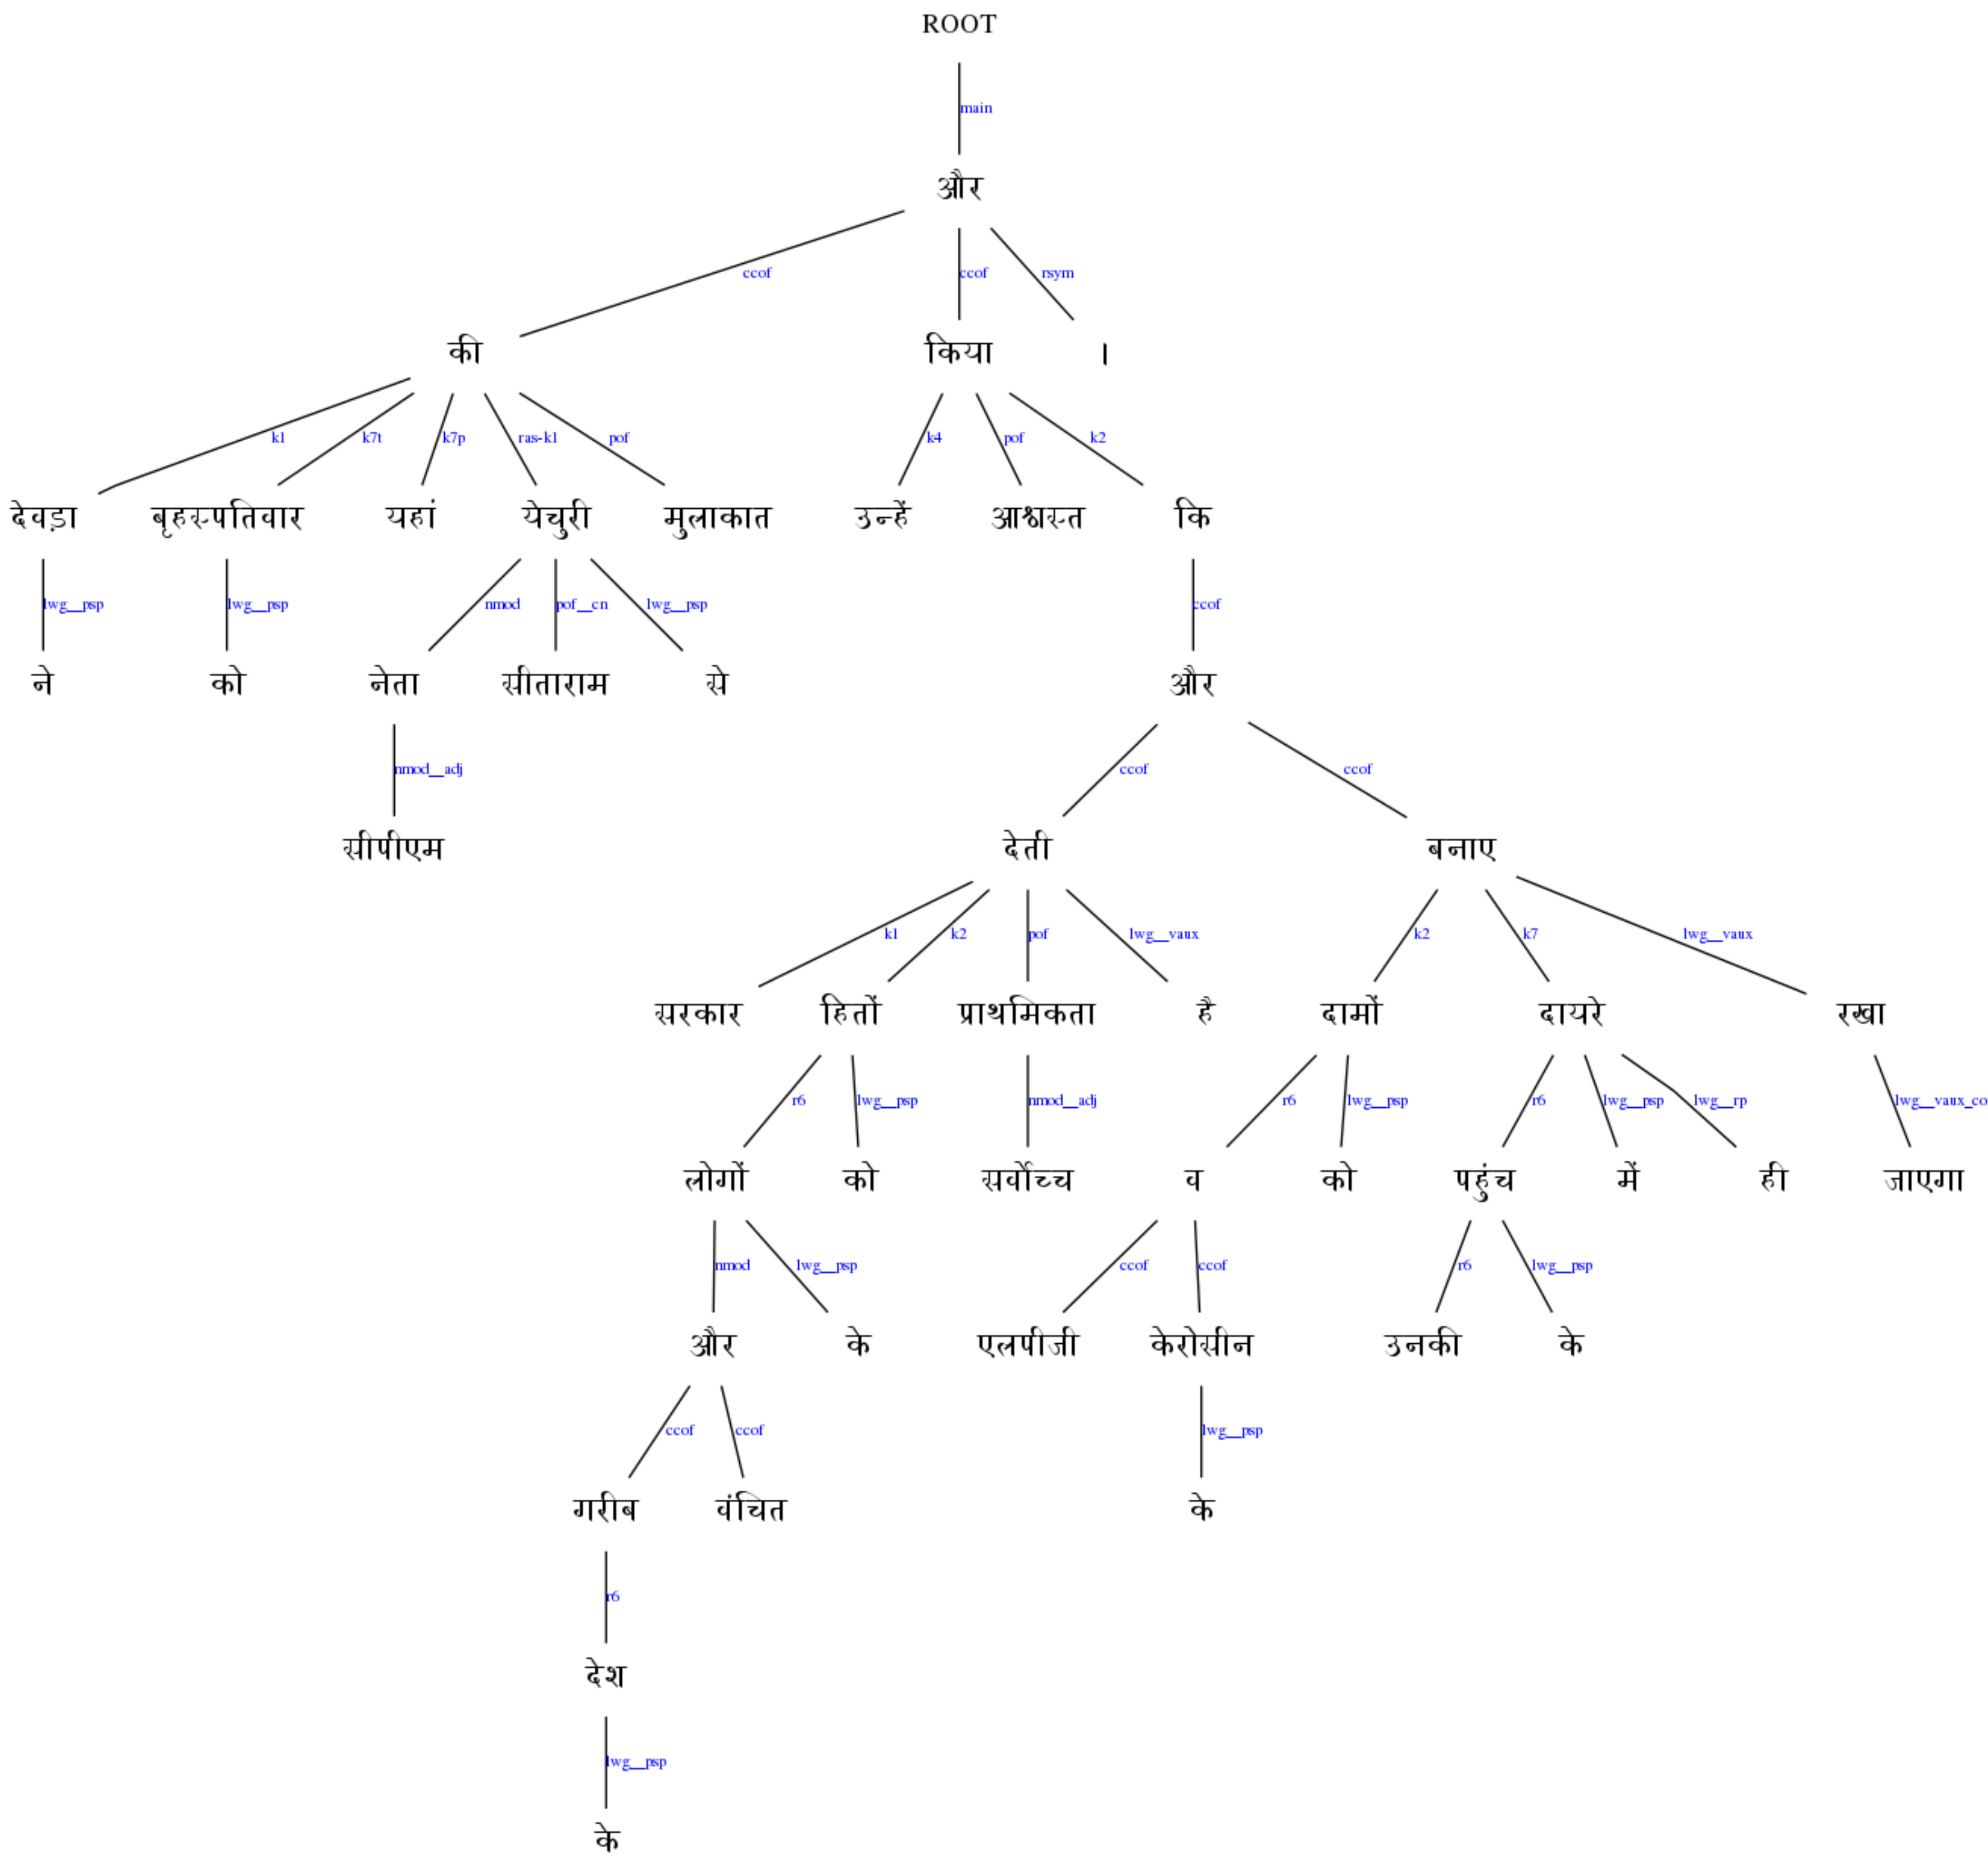 ROOT
main
और
ccof ccof rsym
की किया ।
k1 k7t k7p ras-k1 pof k4 pof k2
देवड़ा बृहस्पतिवार यहां येचुरी मुलाकात उन्हें आश्वस्त कि
lwg__psp lwg__psp nmod pof__cn lwg__psp ccof
ने को नेता सीताराम से और
nmod__adj ccof ccof
सीपीएम देती बनाए
k1 k2 pof lwg__vaux k2 k7 lwg__vaux
सरकार हितों प्राथमिकता है दामों दायरे रखा
r6 lwg__psp nmod__adj r6 lwg__psp r6 lwg__psp lwg__rp lwg__vaux_co
लोगों को सर्वोच्च व को पहुंच में ही जाएगा
nmod lwg__psp ccof ccof r6 lwg__psp
और के एलपीजी केरोसीन उनकी के
ccof ccof lwg__psp
गरीब वंचित के
r6
देश
lwg__psp
के